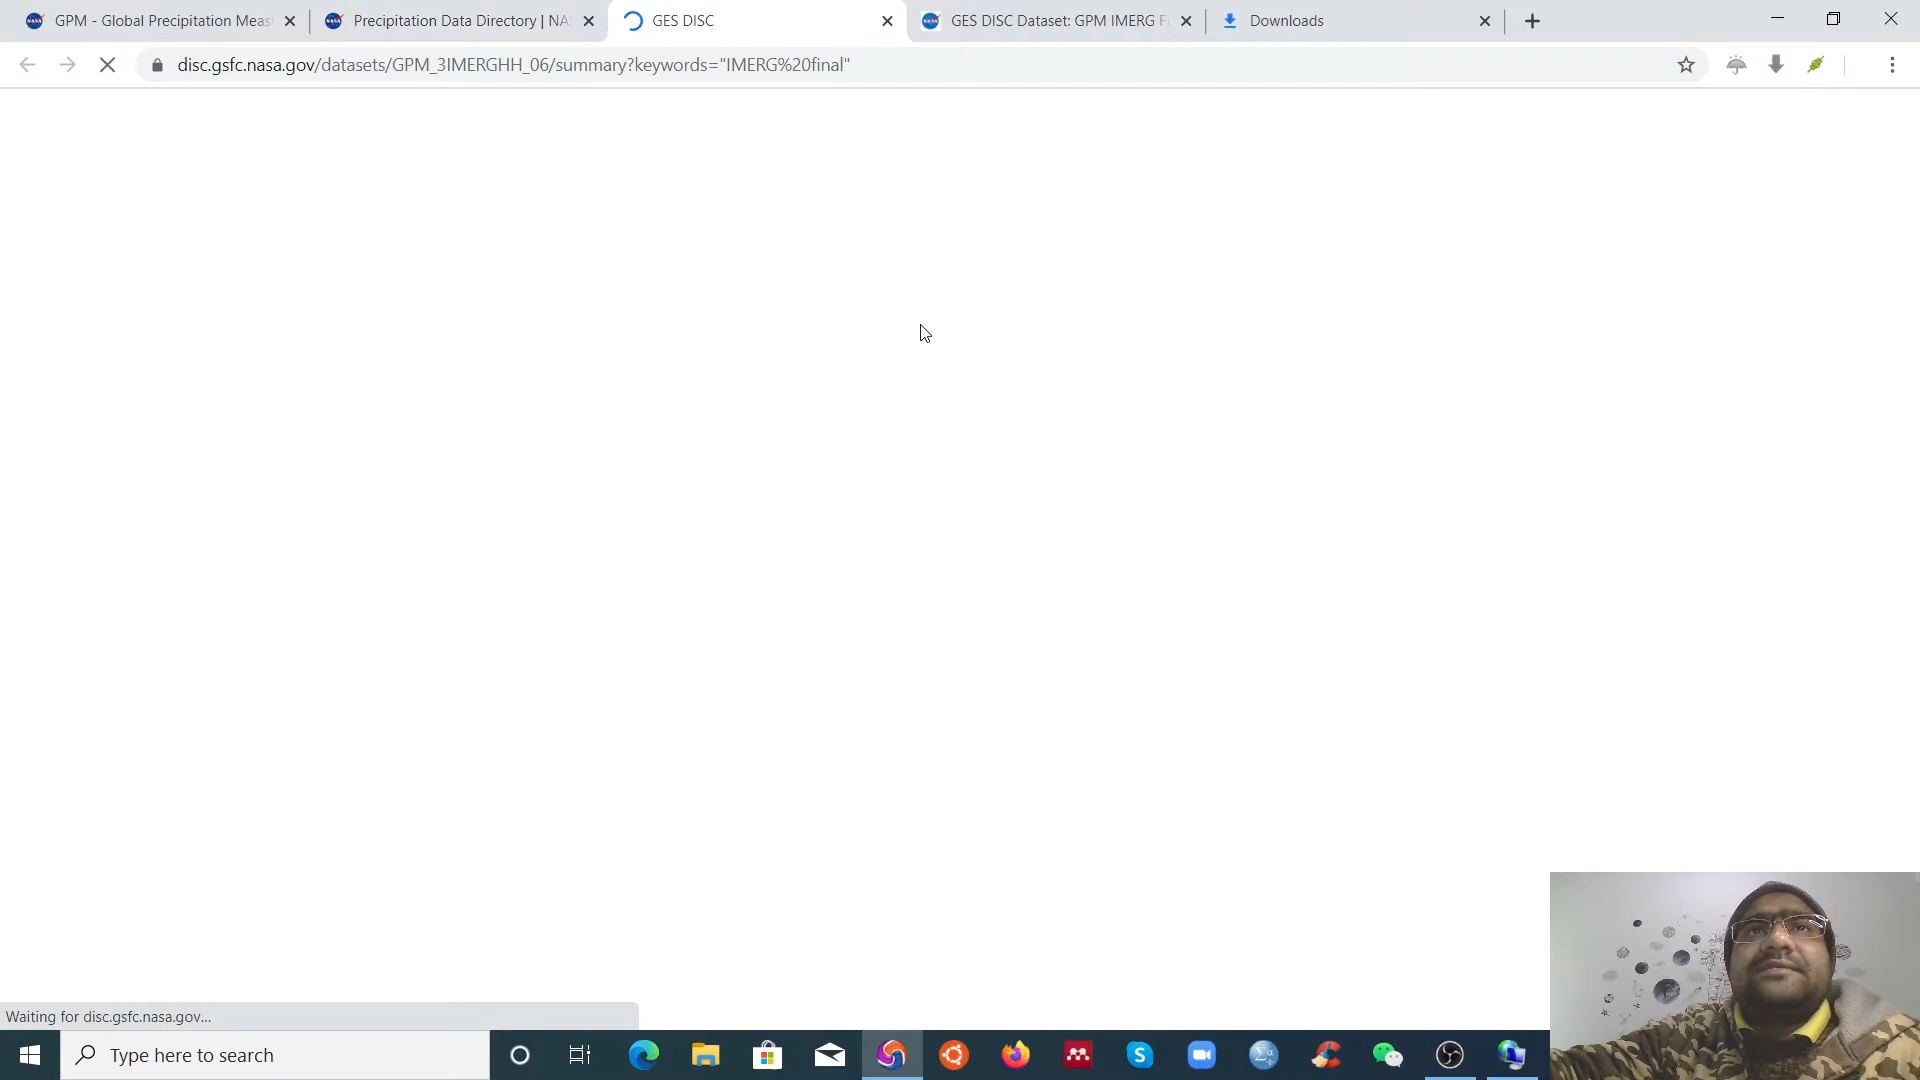 GPM - Global Precipitation Meas
Precipitation Data Directory | NA
GES DISC
GES DISC Dataset: GPM IMERG F
Downloads
disc.gsfc.nasa.gov/datasets/GPM_3IMERGHH_06/summary?keywords="IMERG%20final"
Waiting for disc.gsfc.nasa.gov...
Type here to search